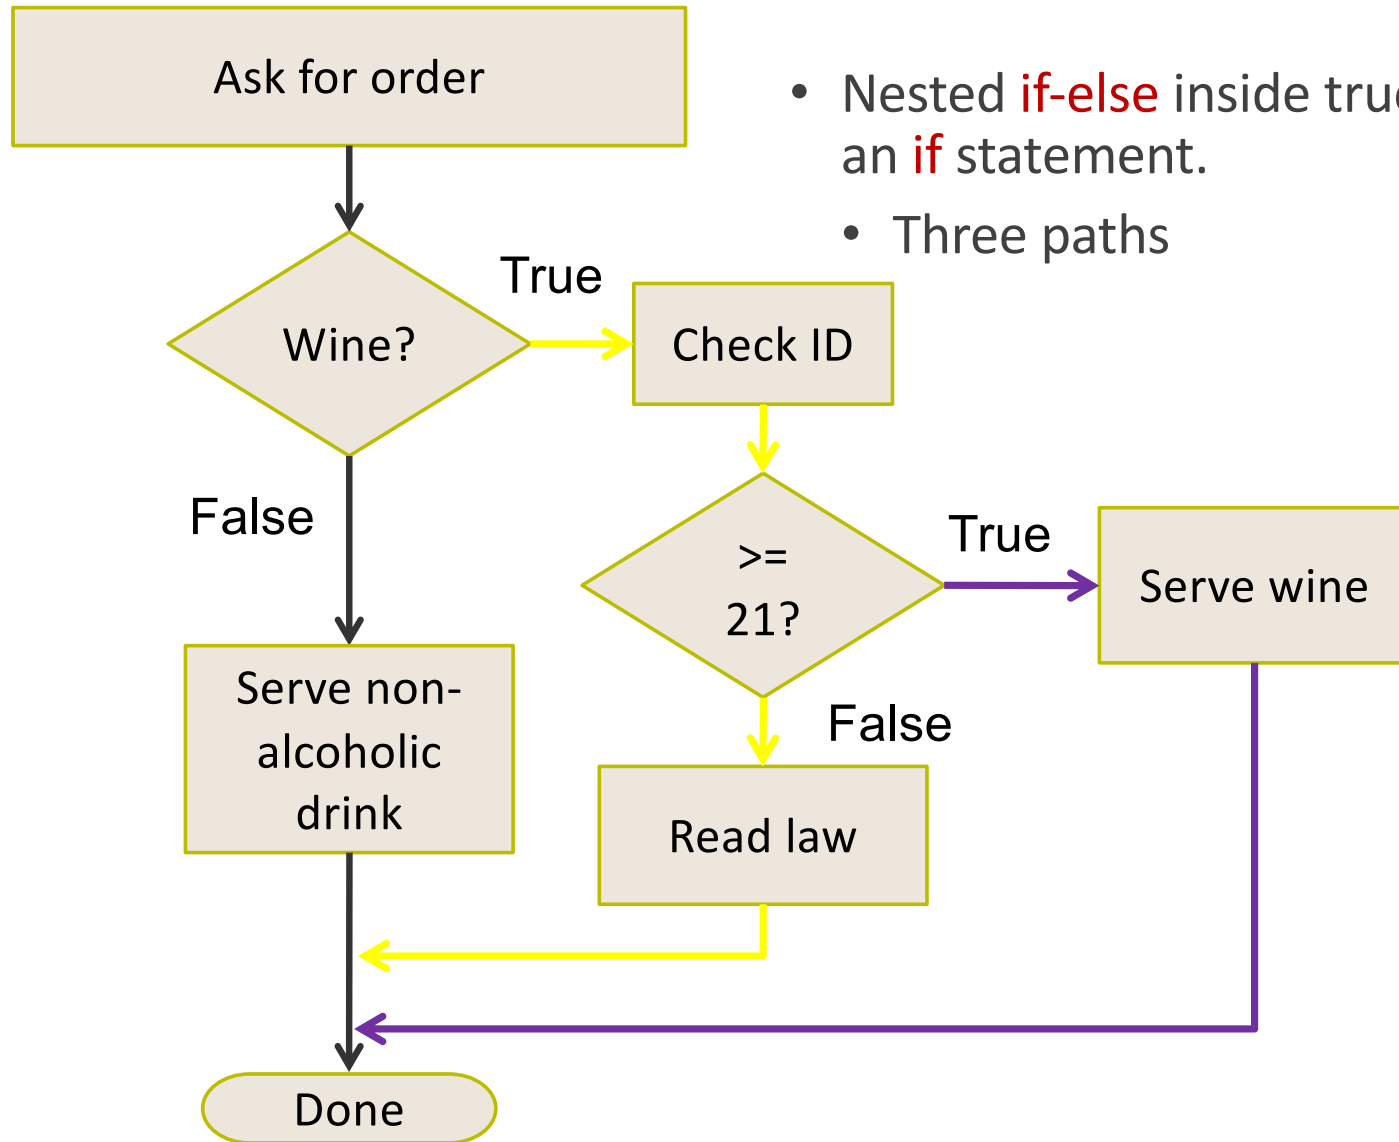 Ask for order
• Nested if-else inside true
an if statement.
• Three paths
True
Wine?
Check ID
False
>=
21?
True
Serve wine
Serve non-
alcoholic
drink
False
Read law
Done